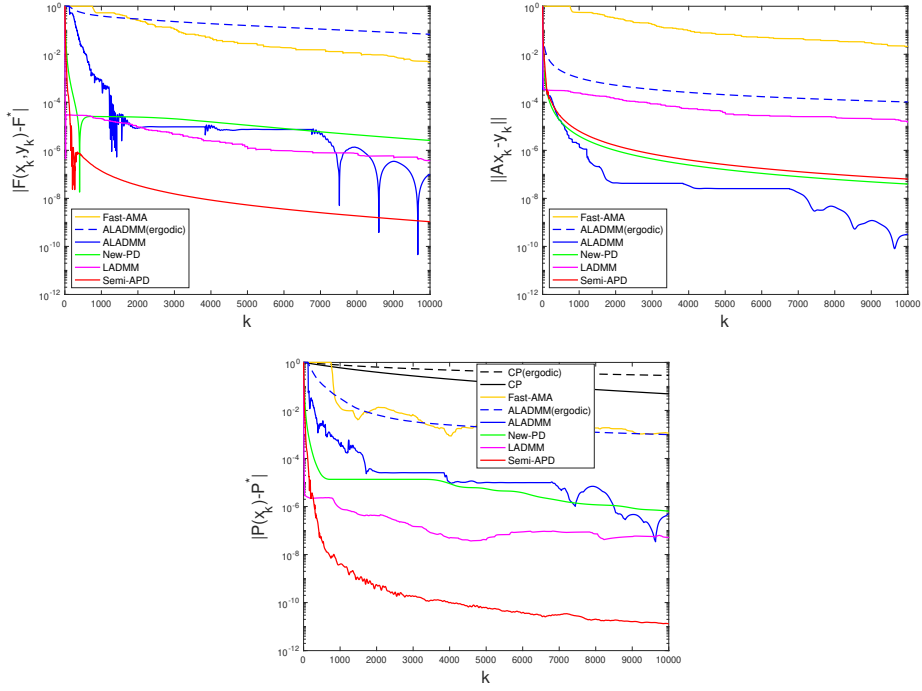 10^0
10^-2
10^-4
10^-6
10^-8
10^-10
10^-12
|F(x_k,y_k)-F^*|
Fast-AMA
ALADMM(ergodic)
ALADMM
New-PD
LADMM
Semi-APD
0 1000 2000 3000 4000 5000 6000 7000 8000 9000 10000
k
10^0
10^-2
10^-4
10^-6
10^-8
10^-10
10^-12
||Ax_k-y_k||
Fast-AMA
ALADMM(ergodic)
ALADMM
New-PD
LADMM
Semi-APD
0 1000 2000 3000 4000 5000 6000 7000 8000 9000 10000
k
10^0
10^-2
10^-4
10^-6
10^-8
10^-10
10^-12
|P(x_k)-P^*|
CP(ergodic)
CP
Fast-AMA
ALADMM(ergodic)
ALADMM
New-PD
LADMM
Semi-APD
0 1000 2000 3000 4000 5000 6000 7000 8000 9000 10000
k